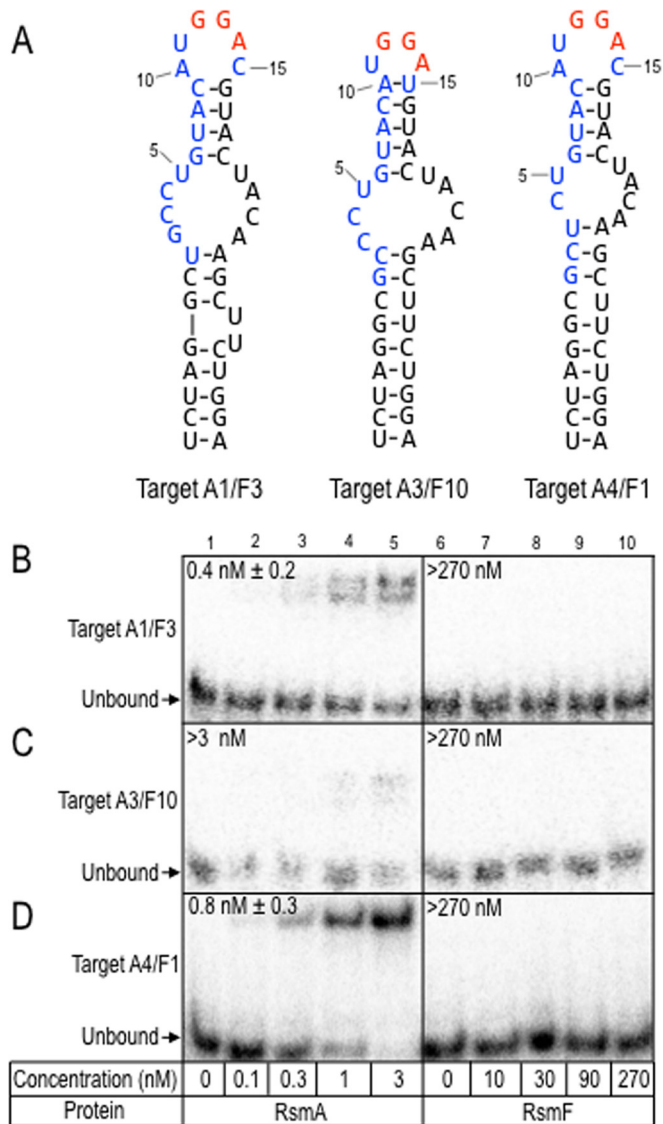 A
G G
U A
10 A C 15
C-G
A-U
U-A
G-C
5 U U
C A
C C
G A
U-A
C-G
G-C
U
U
G-C
A-U
U-G
C-G
U-A
Target A1/F3
G G
U A
10 A-U 15
C-G
A-U
U-A
G-C
5 U U
C A
C C
C A
A
C-G
G-C
C-U
G-U
G-C
A-U
U-G
C-G
U-A
Target A3/F10
G G
U A
10 A C 15
C-G
A-U
U-A
G-C
5 U U
C A
C
A
U-A
C-G
G-C
C-U
G-U
G-C
A-U
U-G
C-G
U-A
Target A4/F1
1 2 3 4 5 6 7 8 9 10
B
0.4 nM ± 0.2 >270 nM
Target A1/F3
Unbound
C
>3 nM >270 nM
Target A3/F10
Unbound
D
0.8 nM ± 0.3 >270 nM
Target A4/F1
Unbound
Concentration (nM) 0 0.1 0.3 1 3 0 10 30 90 270
Protein RsmA RsmF